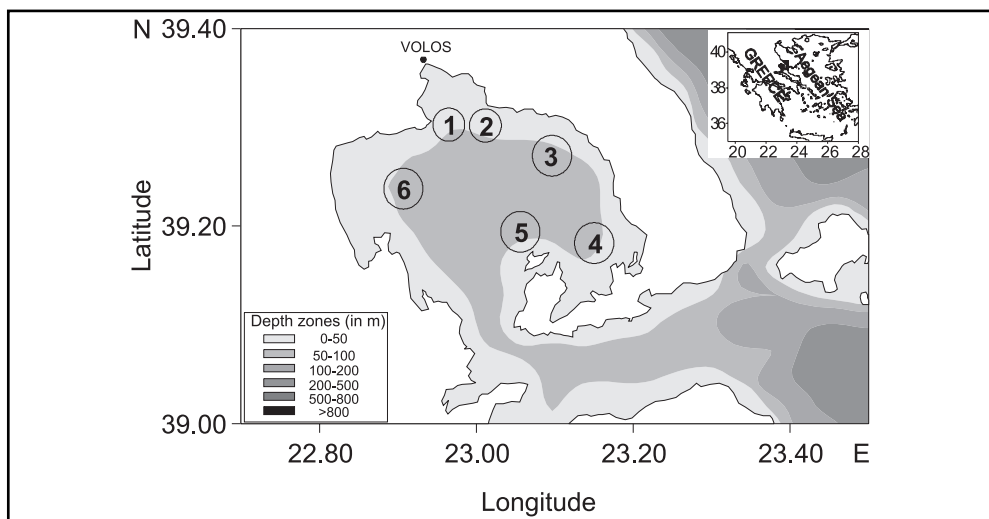 N 39.40
VOLOS
40
38
36
GREECE
Aegean Sea
20 22 24 26 28
1 2
3
6
39.20
5
4
Latitude
Depth zones (in m)
0-50
50-100
100-200
200-500
500-800
>800
39.00
22.80 23.00 23.20 23.40 E
Longitude